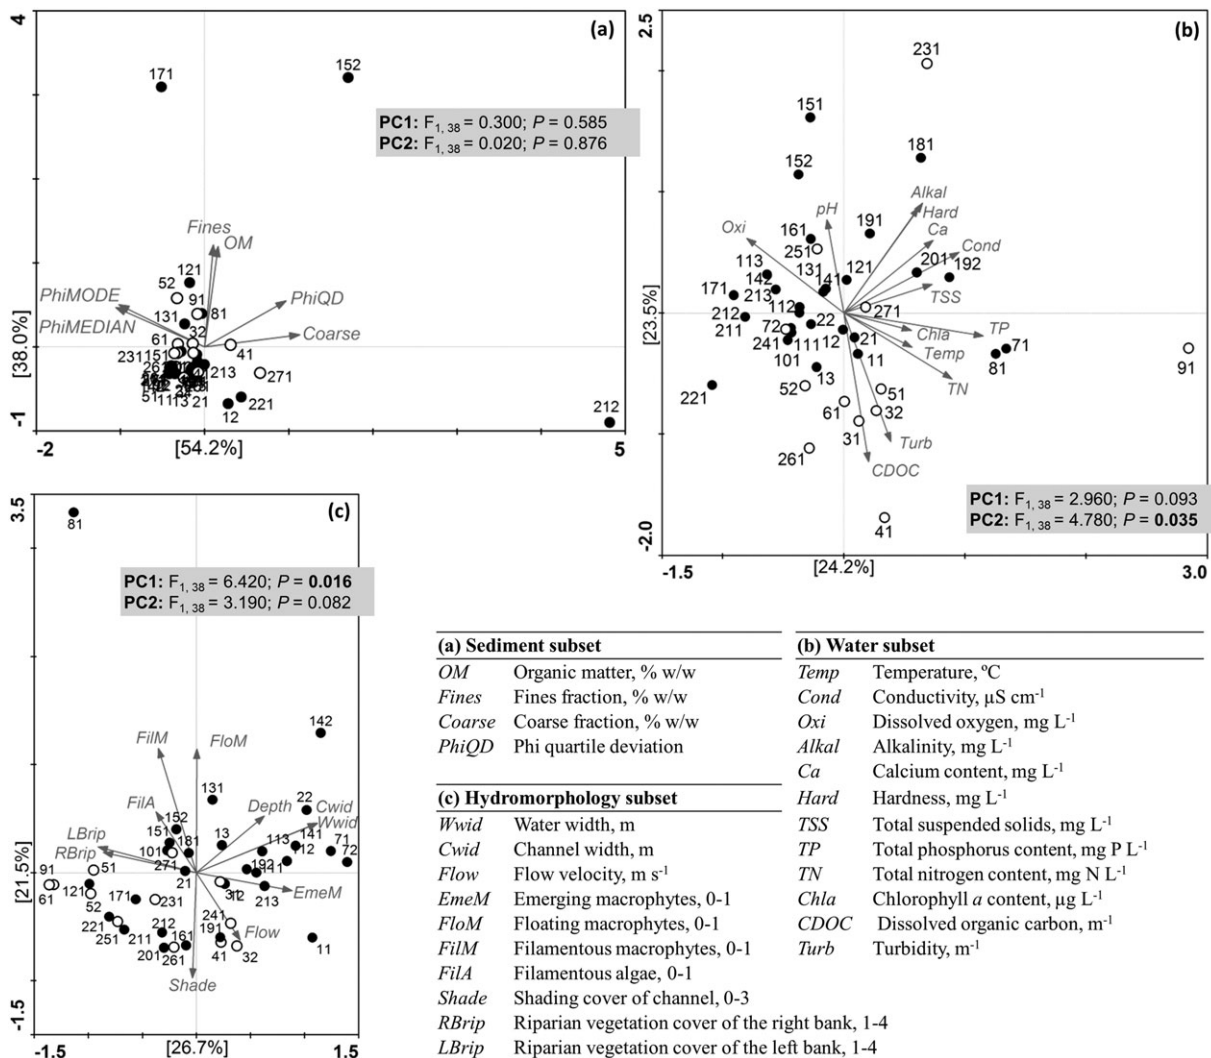 4
(a)
152
171
PC1: F1, 38 = 0.300; P = 0.585
PC2: F1, 38 = 0.020; P = 0.876
Fines
OM
121
52
91
PhiMODE
PhiQD
131
81
PhiMEDIAN
32
Coarse
61
41
231
151
213
271
51
11
13
21
221
12
212
[38.0%]
-1
-2
[54.2%]
5
2.5
(b)
231
151
181
152
Alkal
pH
Hard
191
Oxi
161
Ca
251
Cond
113
131
121
201
192
142
141
171
213
TSS
271
212
112
Chla
TP
211
72
22
21
71
241
111
12
Temp
81
91
101
11
TN
13
221
52
51
61
32
31
Turb
261
CDOC
41
PC1: F1, 38 = 2.960; P = 0.093
PC2: F1, 38 = 4.780; P = 0.035
[23.5%]
-2.0
-1.5
[24.2%]
3.0
3.5
(c)
81
PC1: F1, 38 = 6.420; P = 0.016
PC2: F1, 38 = 3.190; P = 0.082
142
FilM
FloM
131
22
FilA
Depth
Cwid
152
Wwid
LBrip
151
13
141
71
181
113
112
101
72
RBrip
271
192
111
91
51
21
31
EmeM
61
121
12
213
171
231
52
212
241
221
161
191
Flow
251
211
11
201
261
41
32
Shade
[21.5%]
-1.5
-1.5
[26.7%]
1.5
(a) Sediment subset
OM Organic matter, % w/w
Fines Fines fraction, % w/w
Coarse Coarse fraction, % w/w
PhiQD Phi quartile deviation
(c) Hydromorphology subset
Wwid Water width, m
Cwid Channel width, m
Flow Flow velocity, m s-1
EmeM Emerging macrophytes, 0-1
FloM Floating macrophytes, 0-1
FilM Filamentous macrophytes, 0-1
FilA Filamentous algae, 0-1
Shade Shading cover of channel, 0-3
RBrip Riparian vegetation cover of the right bank, 1-4
LBrip Riparian vegetation cover of the left bank, 1-4
(b) Water subset
Temp Temperature, ºC
Cond Conductivity, µS cm-1
Oxi Dissolved oxygen, mg L-1
Alkal Alkalinity, mg L-1
Ca Calcium content, mg L-1
Hard Hardness, mg L-1
TSS Total suspended solids, mg L-1
TP Total phosphorus content, mg P L-1
TN Total nitrogen content, mg N L-1
Chla Chlorophyll a content, µg L-1
CDOC Dissolved organic carbon, m-1
Turb Turbidity, m-1